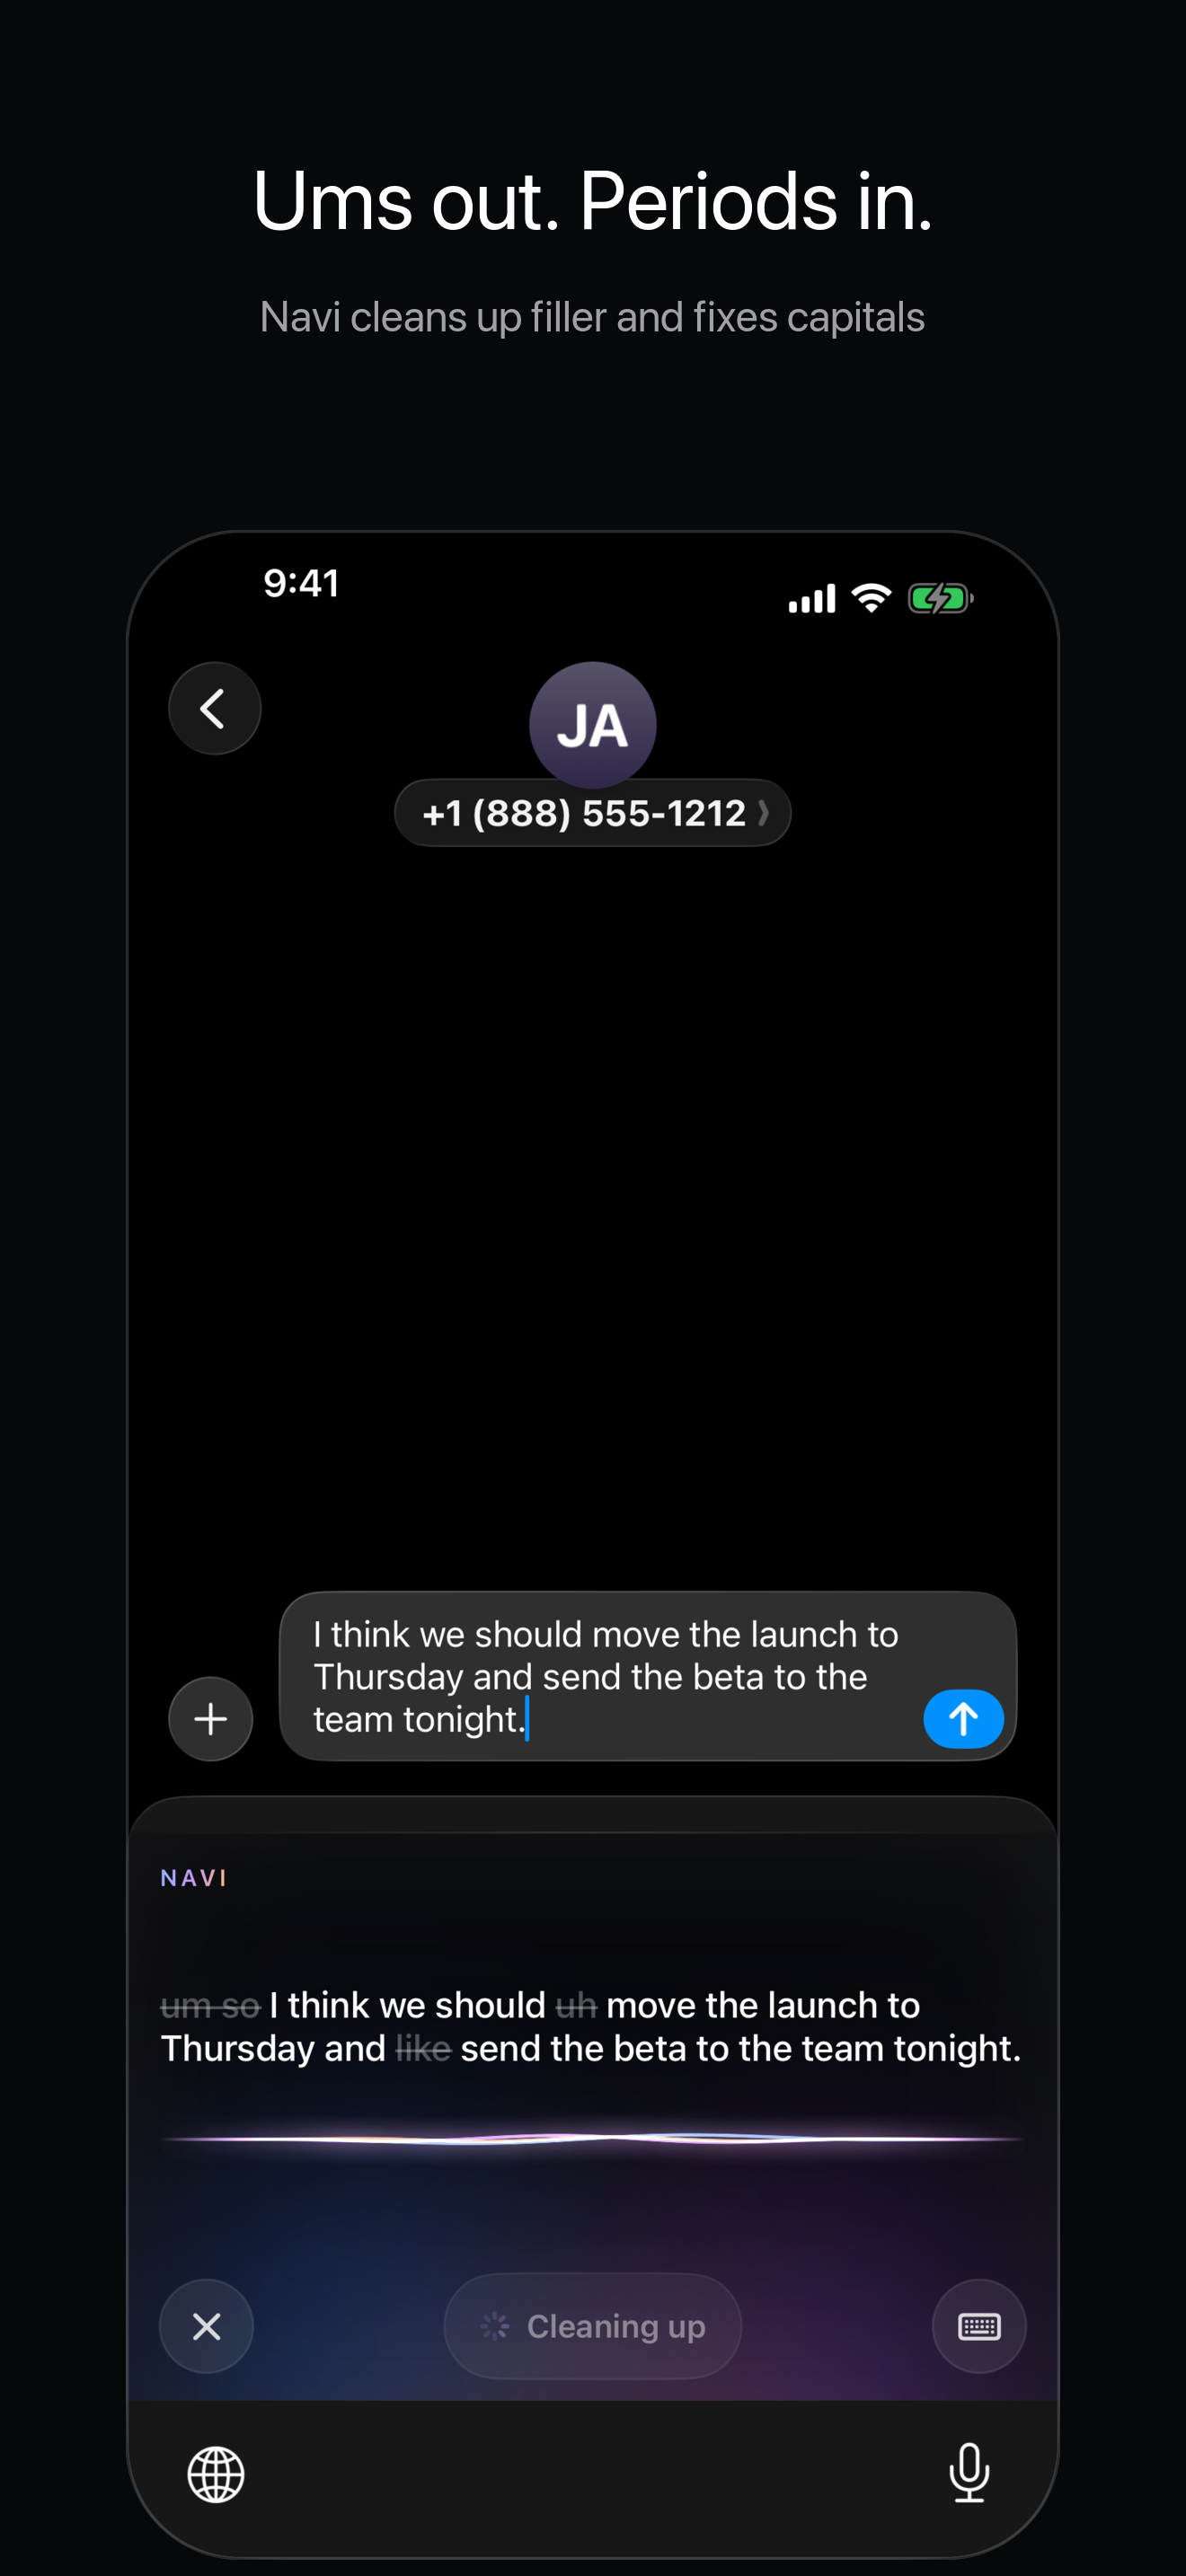 Ums out. Periods in.
Navi cleans up filler and fixes capitals
9:41
JA
+1 (888) 555-1212
I think we should move the launch to
Thursday and send the beta to the
team tonight.
NAVI
um so I think we should uh move the launch to
Thursday and like send the beta to the team tonight.
Cleaning up